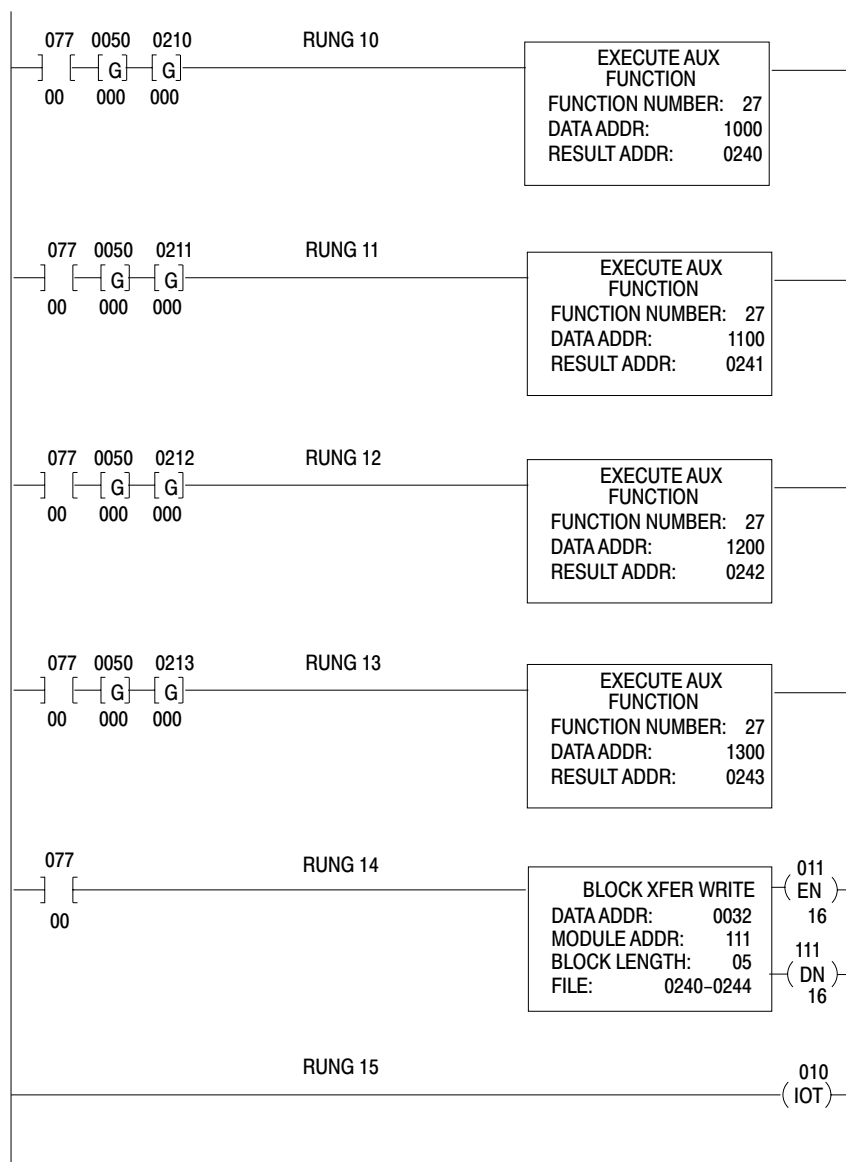 077 0050 0210 RUNG 10
] [ [G] [G]
00 000 000
EXECUTE AUX
FUNCTION
FUNCTION NUMBER: 27
DATA ADDR: 1000
RESULT ADDR: 0240
077 0050 0211 RUNG 11
] [ [G] [G]
00 000 000
EXECUTE AUX
FUNCTION
FUNCTION NUMBER: 27
DATA ADDR: 1100
RESULT ADDR: 0241
077 0050 0212 RUNG 12
] [ [G] [G]
00 000 000
EXECUTE AUX
FUNCTION
FUNCTION NUMBER: 27
DATA ADDR: 1200
RESULT ADDR: 0242
077 0050 0213 RUNG 13
] [ [G] [G]
00 000 000
EXECUTE AUX
FUNCTION
FUNCTION NUMBER: 27
DATA ADDR: 1300
RESULT ADDR: 0243
077 RUNG 14
] [
00
BLOCK XFER WRITE
DATA ADDR: 0032
MODULE ADDR: 111
BLOCK LENGTH: 05
FILE: 0240–0244
011
(EN)
16
111
(DN)
16
RUNG 15
010
(IOT)